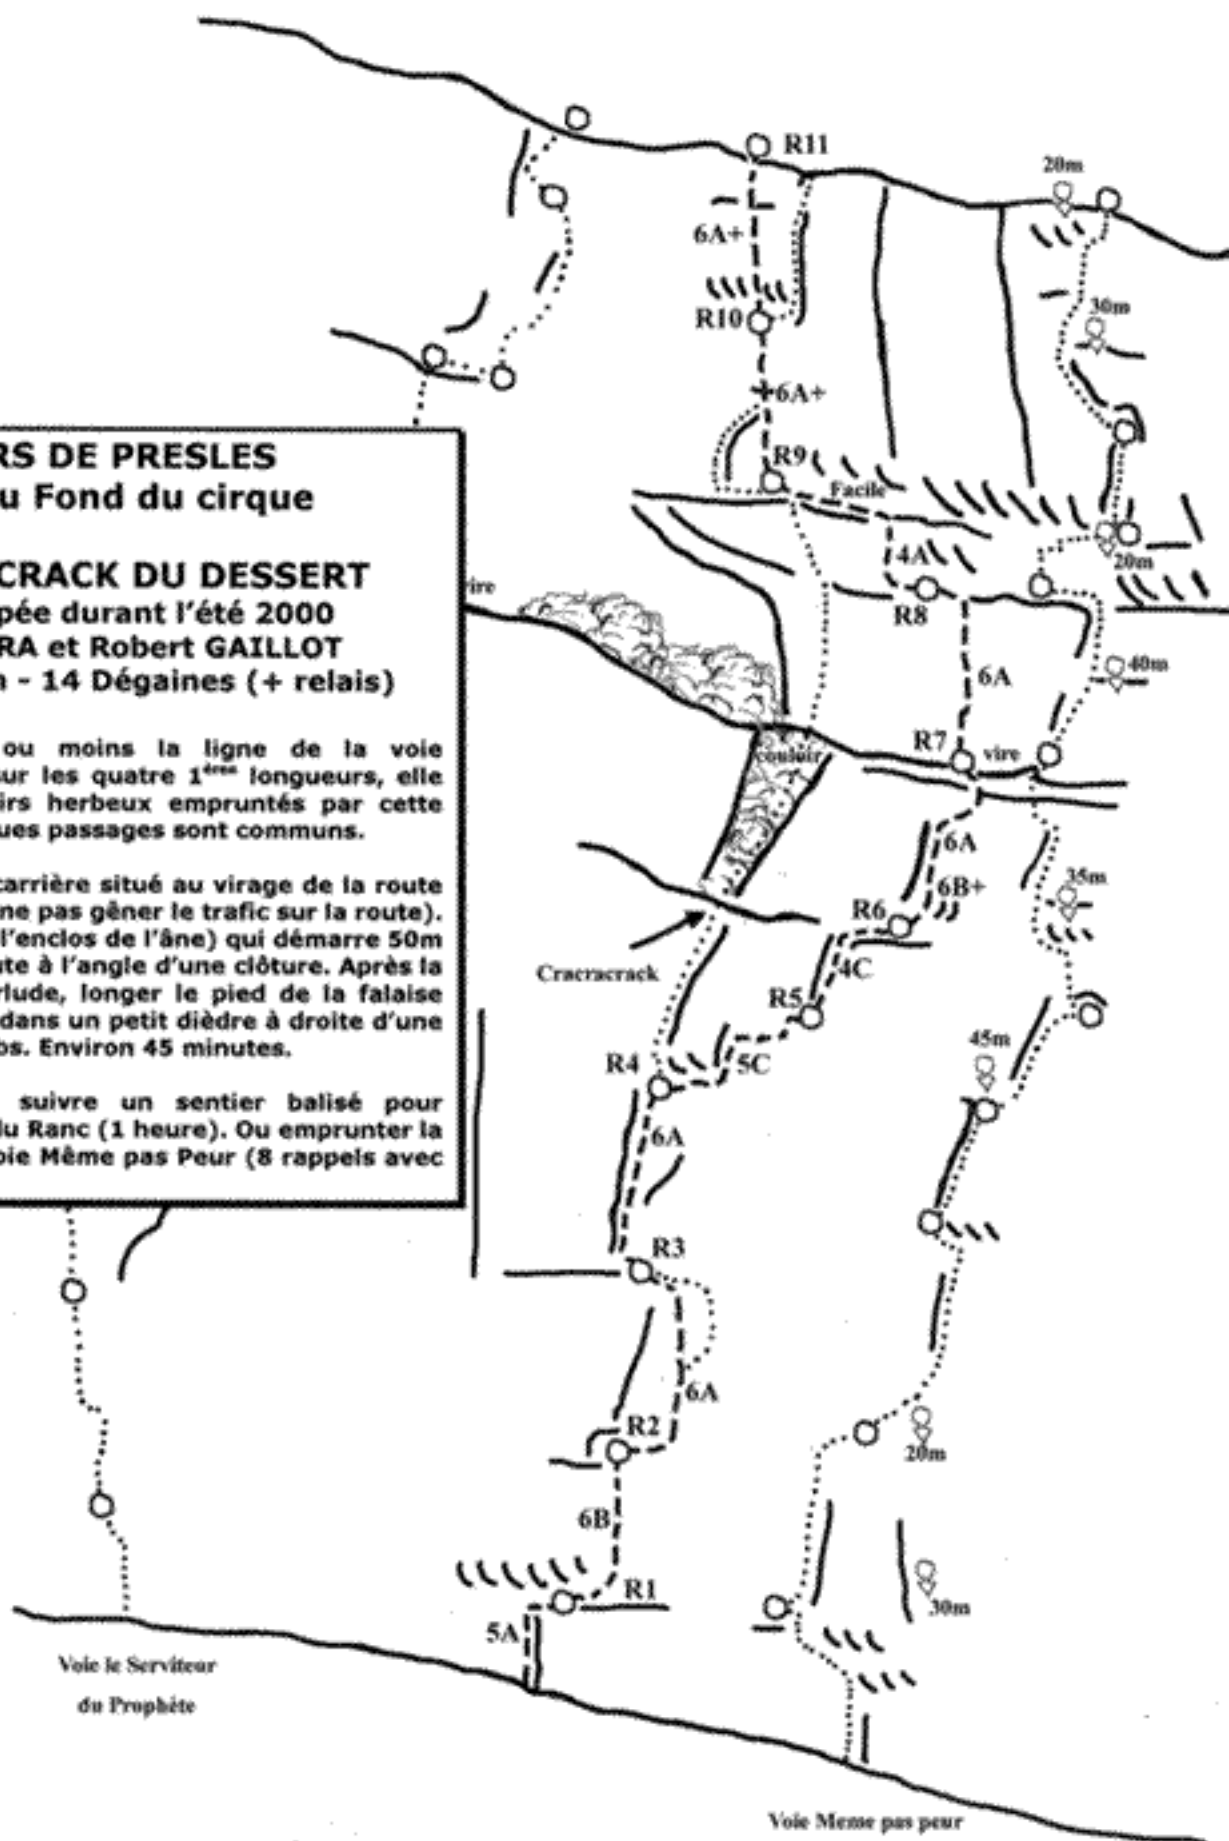 R11
20m
6A+
R10
30m
6A+
R9
Facile
4A
20m
R8
40m
6A
R7
vire
couloir
6A
35m
6B+
R6
Cracracrack
4C
R5
45m
R4
5C
6A
R3
6A
R2
20m
6B
R1
30m
5A
RS DE PRESLES
u Fond du cirque
CRACK DU DESSERT
pée durant l'été 2000
RA et Robert GAILLOT
n - 14 Dégaines (+ relais)
ou moins la ligne de la voie
sur les quatre 1ères longueurs, elle
irs herbeux empruntés par cette
ues passages sont communs.
carrière situé au virage de la route
ne pas gêner le trafic sur la route).
l'enclos de l'âne) qui démarre 50m
ute à l'angle d'une clôture. Après la
rlude, longer le pied de la falaise
dans un petit dièdre à droite d'une
os. Environ 45 minutes.
suivre un sentier balisé pour
du Ranc (1 heure). Ou emprunter la
oie Même pas Peur (8 rappels avec
ire
Voie le Serviteur
du Prophète
Voie Meme pas peur